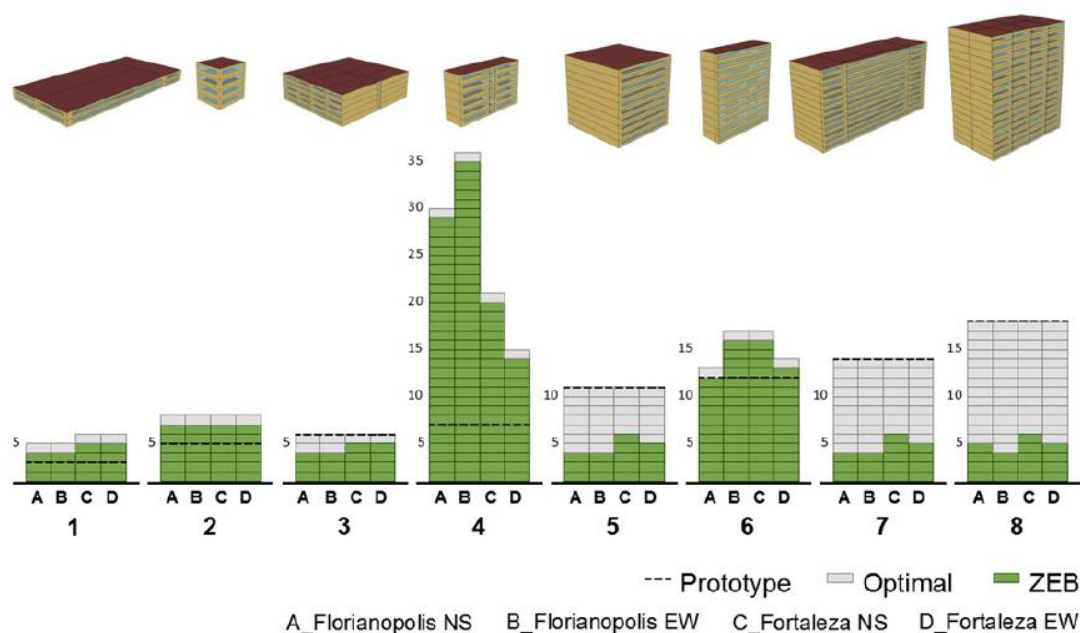 35
30
25
20
15
10
5
5
5
5
10
5
15
10
5
10
5
15
10
5
A B C D
A B C D
A B C D
A B C D
A B C D
A B C D
A B C D
A B C D
1 2 3 4 5 6 7 8
Prototype Optimal ZEB
A_Florianopolis NS B_Florianopolis EW C_Fortaleza NS D_Fortaleza EW